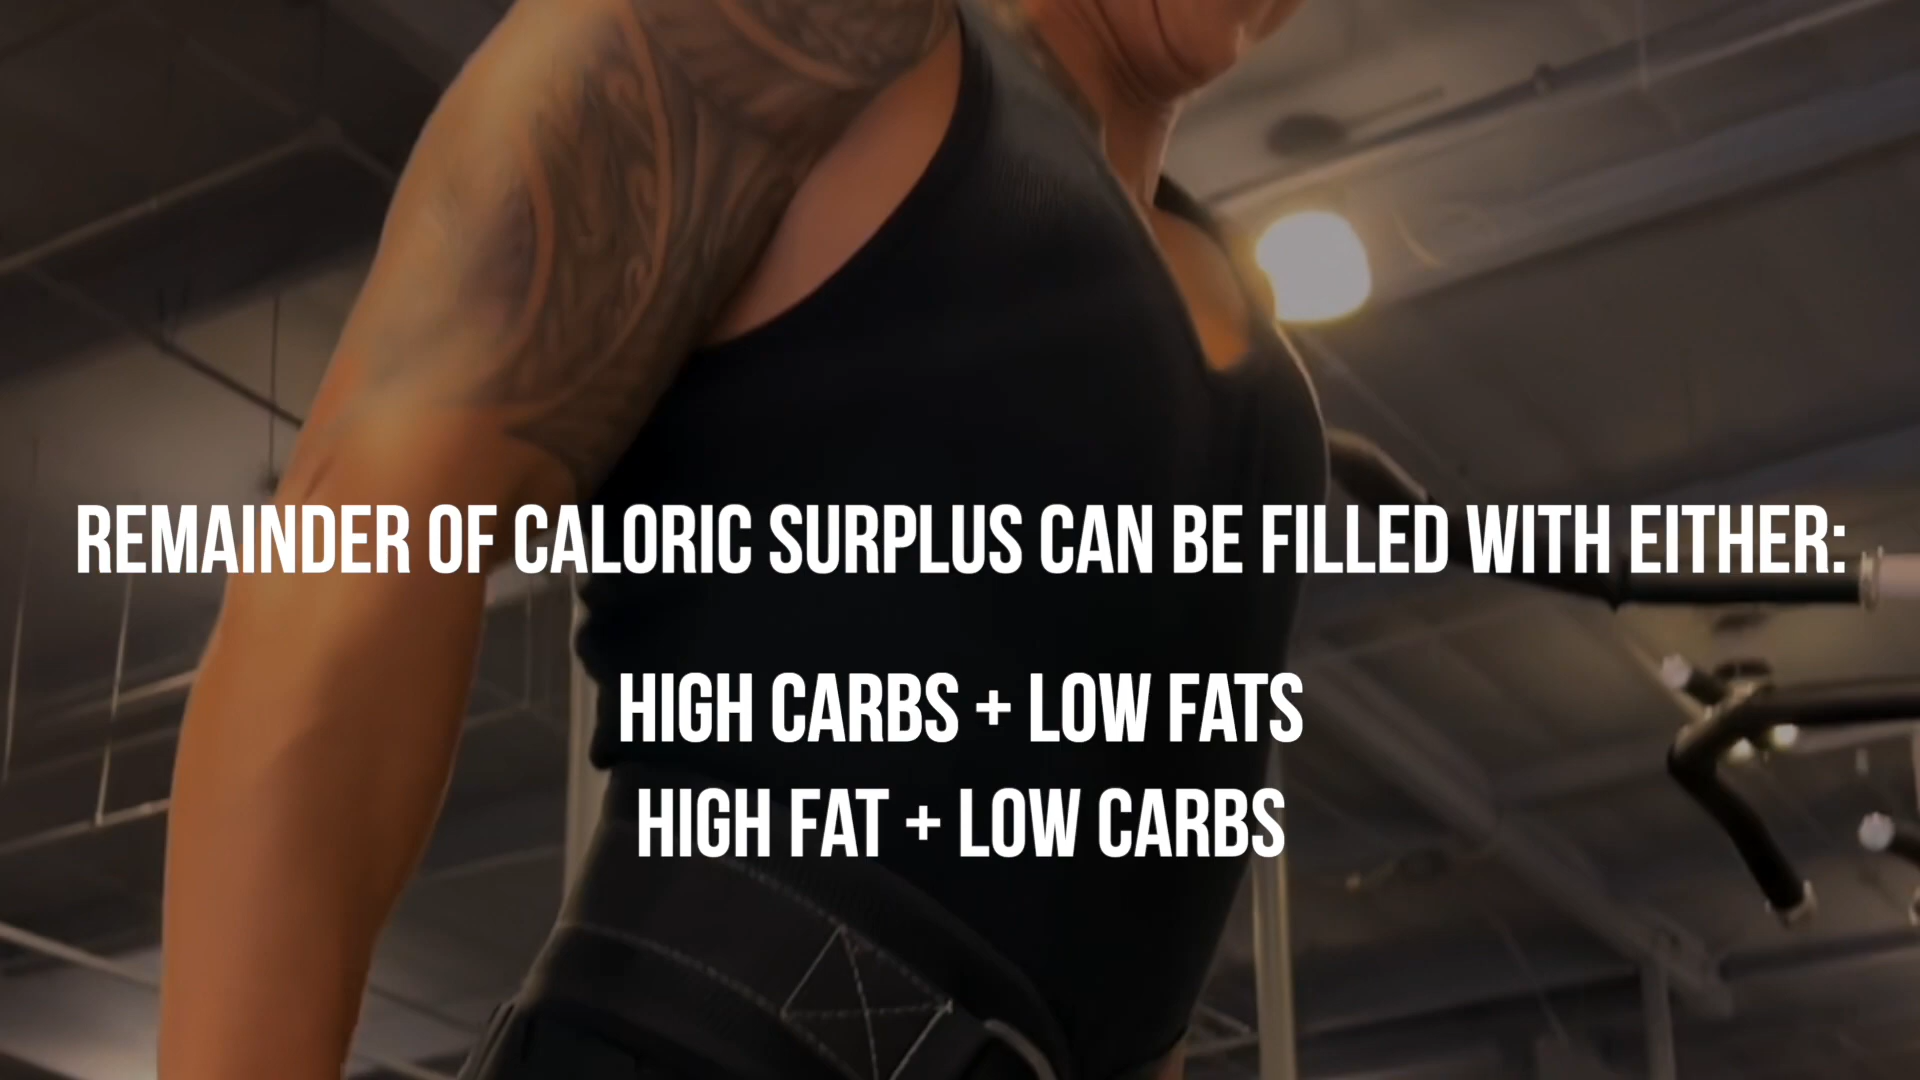 REMAINDER OF CALORIC SURPLUS CAN BE FILLED WITH EITHER:
HIGH CARBS + LOW FATS
HIGH FAT + LOW CARBS